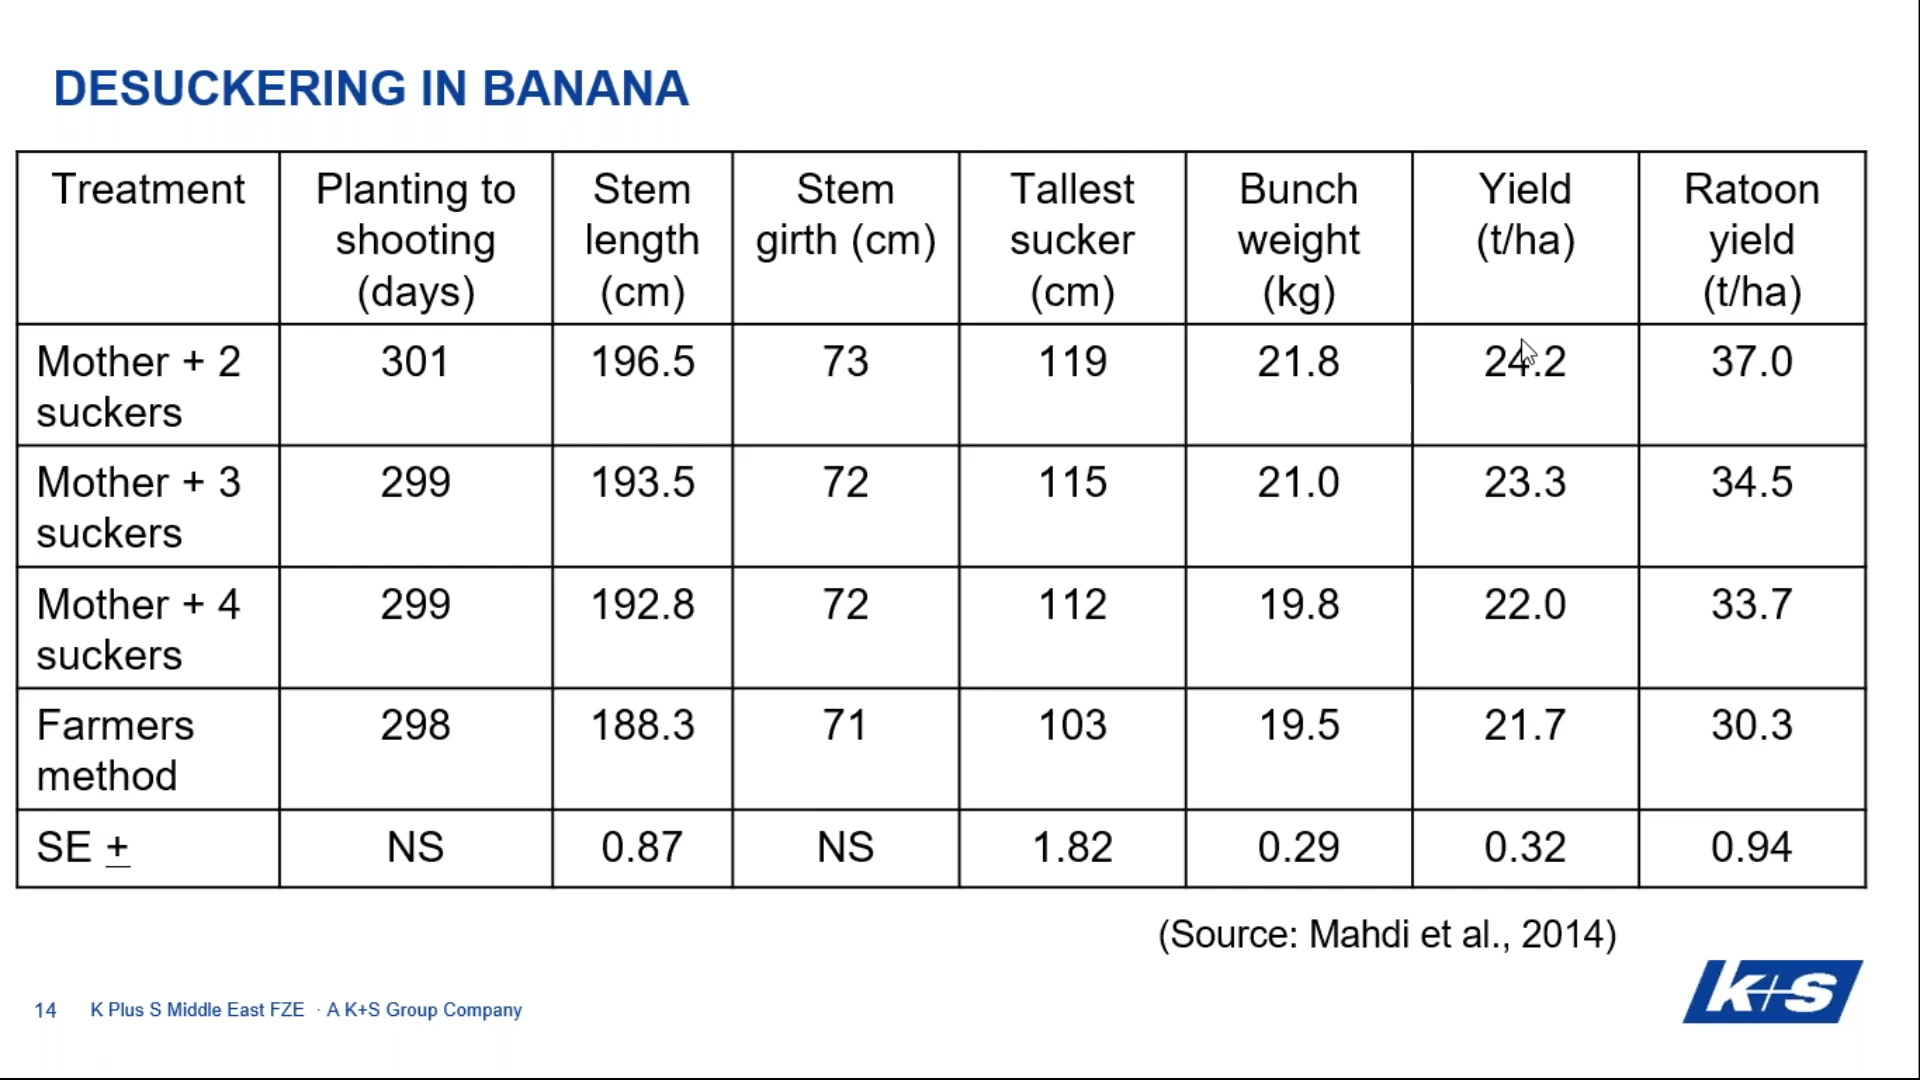 DESUCKERING IN BANANA
Treatment
Planting to
shooting
(days)
Stem
length
(cm)
Stem
girth (cm)
Tallest
sucker
(cm)
Bunch
weight
(kg)
Yield
(t/ha)
Ratoon
yield
(t/ha)
Mother + 2
suckers
301
196.5
73
119
21.8
24.2
37.0
Mother + 3
suckers
299
193.5
72
115
21.0
23.3
34.5
Mother + 4
suckers
299
192.8
72
112
19.8
22.0
33.7
Farmers
method
298
188.3
71
103
19.5
21.7
30.3
SE ±
NS
0.87
NS
1.82
0.29
0.32
0.94
(Source: Mahdi et al., 2014)
14 K Plus S Middle East FZE · A K+S Group Company
K+S